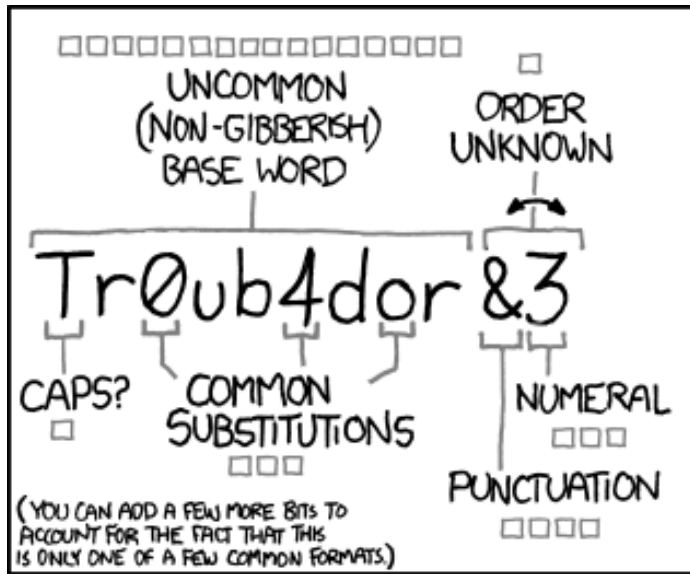 UNCOMMON
(NON-GIBBERISH)
BASE WORD
ORDER
UNKNOWN
Tr0ub4dor &3
CAPS?
COMMON
SUBSTITUTIONS
NUMERAL
PUNCTUATION
(YOU CAN ADD A FEW MORE BITS TO
ACCOUNT FOR THE FACT THAT THIS
IS ONLY ONE OF A FEW COMMON FORMATS.)